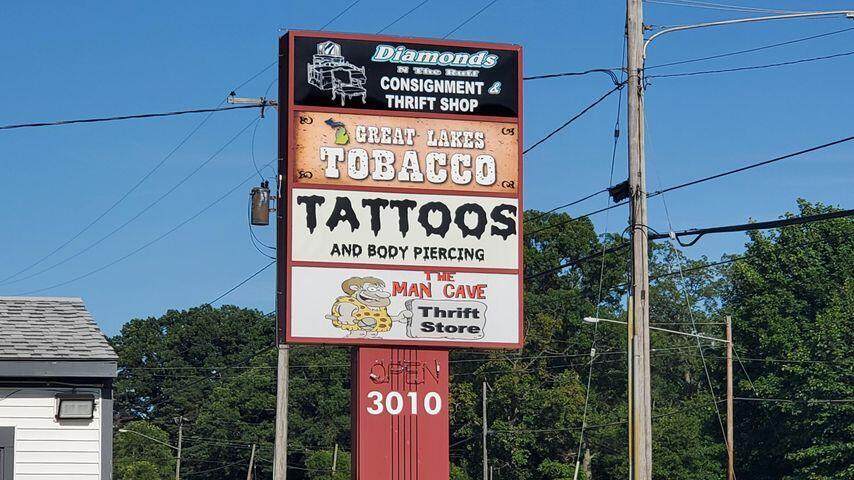 Diamonds
N The Ruff
CONSIGNMENT &
THRIFT SHOP
GREAT LAKES
TOBACCO
TATTOOS
AND BODY PIERCING
THE
MAN CAVE
Thrift
Store
OPEN
3010